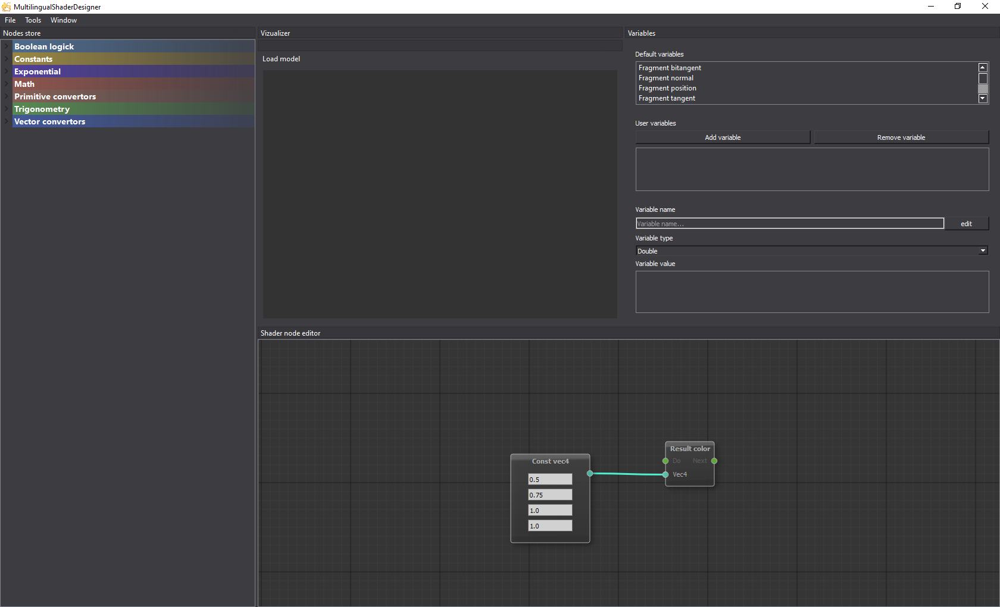 MultilingualShaderDesigner
File Tools Window
Nodes store
Boolean logick
Constants
Exponential
Math
Primitive convertors
Trigonometry
Vector convertors
Vizualizer
Load model
Variables
Default variables
Fragment bitangent
Fragment normal
Fragment position
Fragment tangent
User variables
Add variable Remove variable
Variable name
Variable name... edit
Variable type
Double
Variable value
Shader node editor
Const vec4
0.5
0.75
1.0
1.0
Result color
Do Next
Vec4